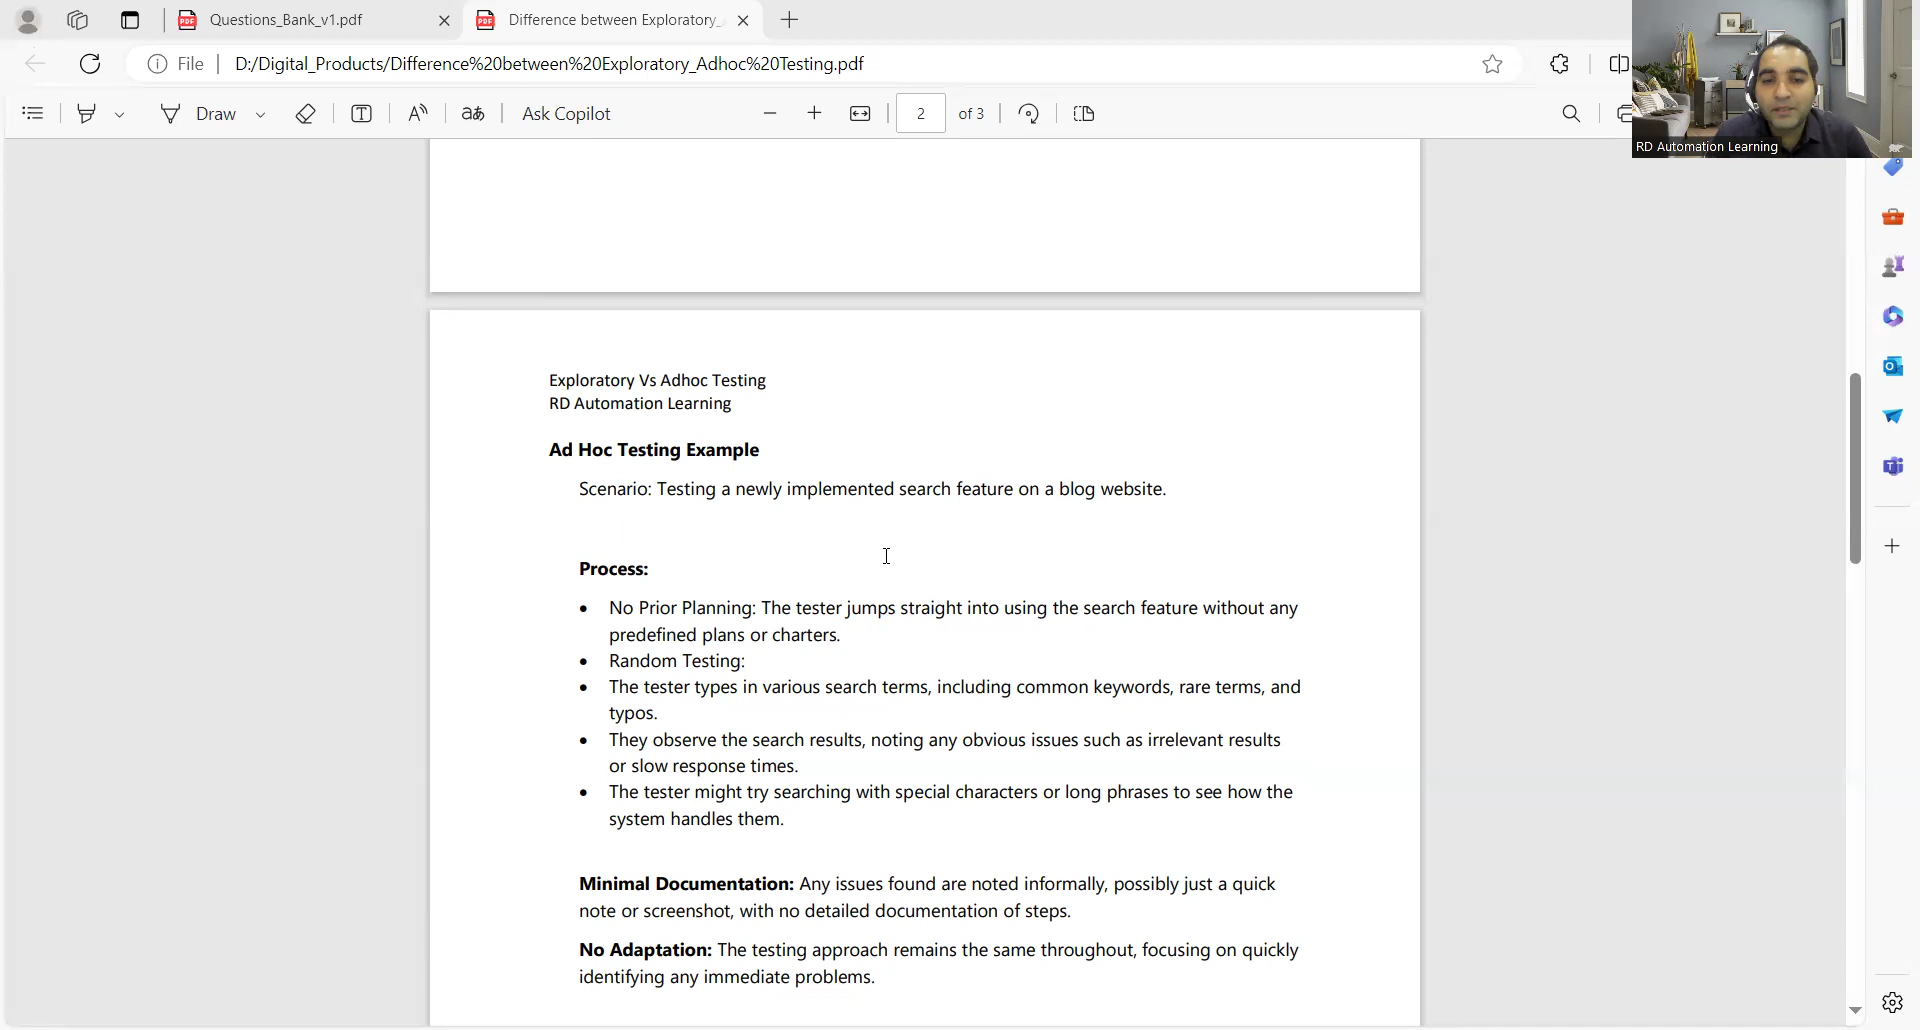 Questions_Bank_v1.pdf
Difference between Exploratory_
File
D:/Digital_Products/Difference%20between%20Exploratory_Adhoc%20Testing.pdf
Draw
Ask Copilot
2
of 3
RD Automation Learning
Exploratory Vs Adhoc Testing
RD Automation Learning
Ad Hoc Testing Example
Scenario: Testing a newly implemented search feature on a blog website.
Process:
• No Prior Planning: The tester jumps straight into using the search feature without any
predefined plans or charters.
• Random Testing:
• The tester types in various search terms, including common keywords, rare terms, and
typos.
• They observe the search results, noting any obvious issues such as irrelevant results
or slow response times.
• The tester might try searching with special characters or long phrases to see how the
system handles them.
Minimal Documentation: Any issues found are noted informally, possibly just a quick
note or screenshot, with no detailed documentation of steps.
No Adaptation: The testing approach remains the same throughout, focusing on quickly
identifying any immediate problems.